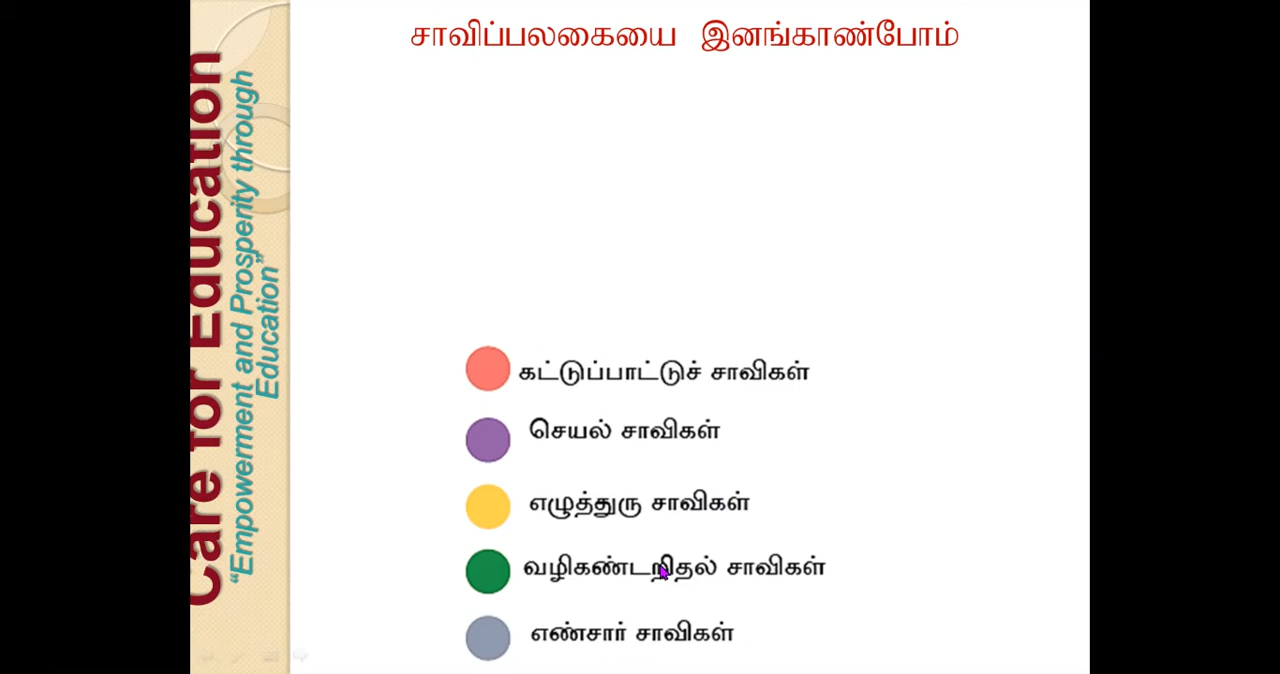 சாவிப்பலகையை இனங்காண்போம்
Care for Education
“Empowerment and Prosperity through
Education”
கட்டுப்பாட்டுச் சாவிகள்
செயல் சாவிகள்
எழுத்துரு சாவிகள்
வழிகண்டறிதல் சாவிகள்
எண்சார் சாவிகள்